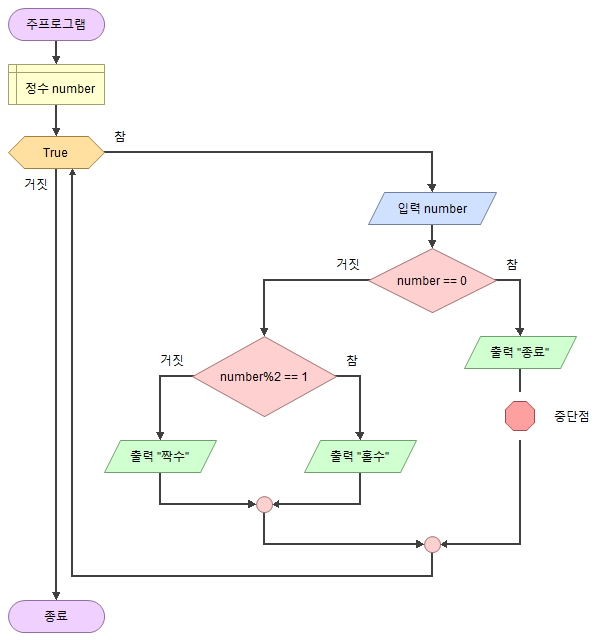 주프로그램
정수 number
True
참
거짓
입력 number
number == 0
거짓
참
출력 "종료"
number%2 == 1
거짓
참
중단점
출력 "짝수"
출력 "홀수"
종료